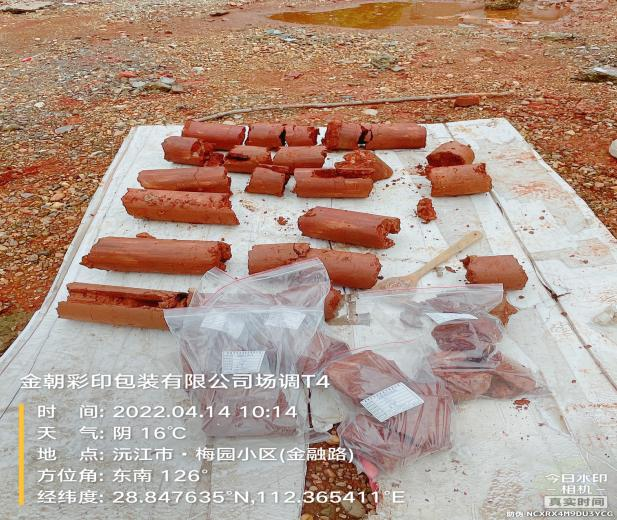 金朝彩印包装有限公司场调T4
时 间: 2022.04.14 10:14
天 气: 阴 16℃
地 点: 沅江市·梅园小区(金融路)
方位角: 东南 126°
经纬度: 28.847635°N,112.365411°E
今日水印
相机
真实时间
防伪 NCXRX4M9DU3YCG